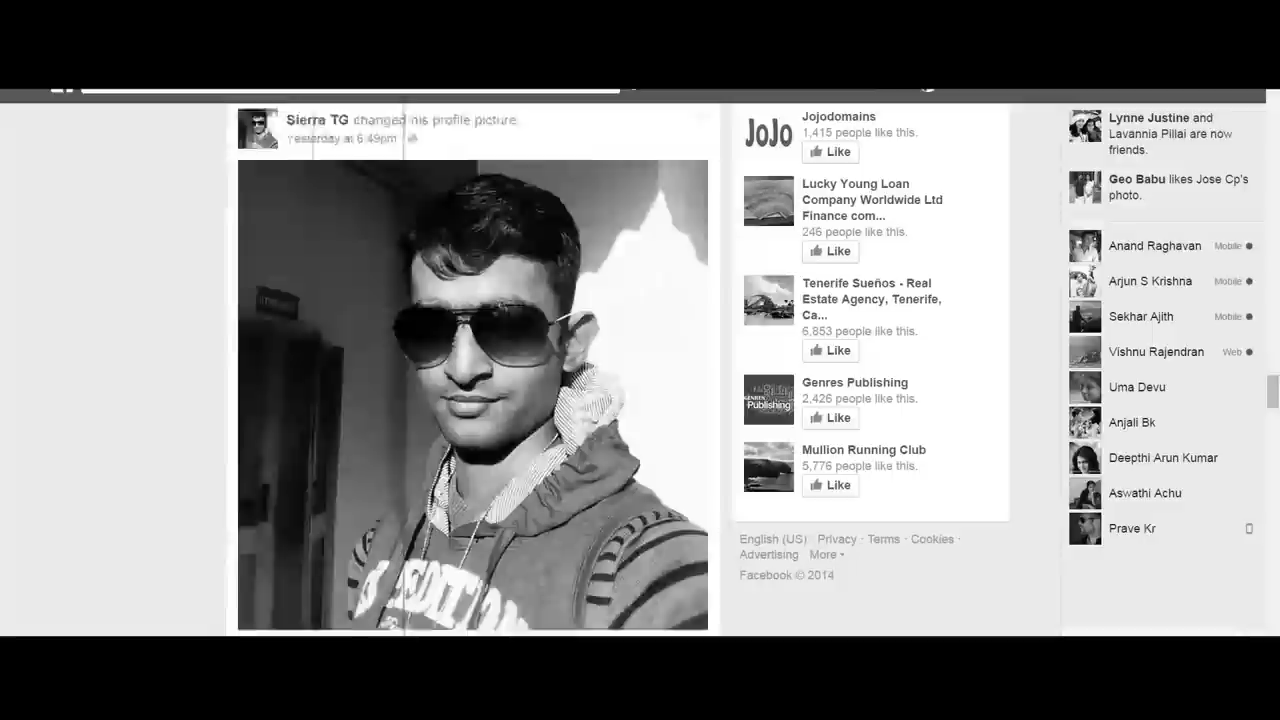 Sierra TG changed his profile picture.
Yesterday at 6:49pm
EDITION
JoJo
Jojodomains
1,415 people like this.
Like
Lucky Young Loan
Company Worldwide Ltd
Finance com...
246 people like this.
Like
Tenerife Sueños - Real
Estate Agency, Tenerife,
Ca...
6,853 people like this.
Like
GENRES
Publishing
Genres Publishing
2,426 people like this.
Like
Mullion Running Club
5,776 people like this.
Like
English (US) Privacy · Terms · Cookies ·
Advertising More
Facebook © 2014
Lynne Justine and
Lavannia Pillai are now
friends.
Geo Babu likes Jose Cp's
photo.
Anand Raghavan Mobile
Arjun S Krishna Mobile
Sekhar Ajith Mobile
Vishnu Rajendran Web
Uma Devu
Anjali Bk
Deepthi Arun Kumar
Aswathi Achu
Prave Kr